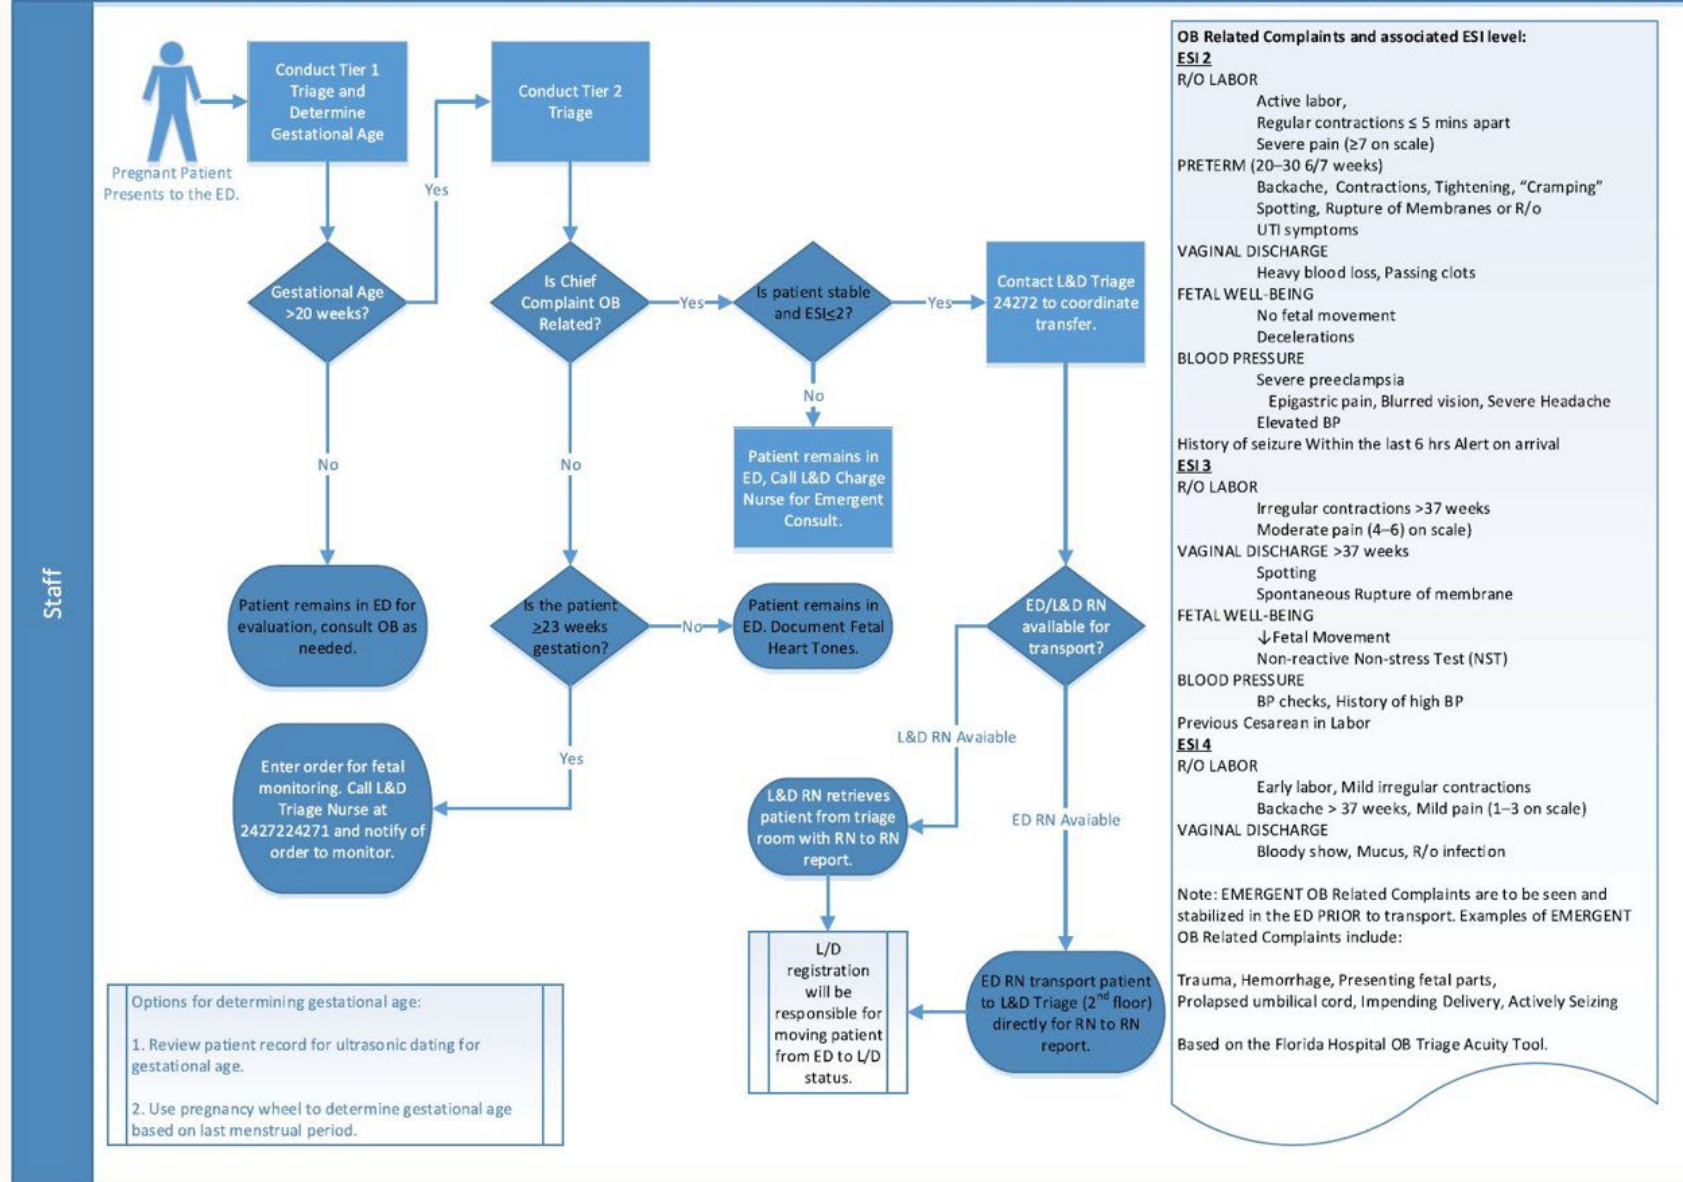 Staff
Pregnant Patient
Presents to the ED.
Conduct Tier 1
Triage and
Determine
Gestational Age
Yes
Conduct Tier 2
Triage
Gestational Age
>20 weeks?
Is Chief
Complaint OB
Related?
Yes
Is patient stable
and ESI≤2?
Yes
Contact L&D Triage
24272 to coordinate
transfer.
No
No
No
Patient remains in
ED, Call L&D Charge
Nurse for Emergent
Consult.
Patient remains in ED for
evaluation, consult OB as
needed.
Is the patient
≥23 weeks
gestation?
No
Patient remains in
ED. Document Fetal
Heart Tones.
ED/L&D RN
available for
transport?
Yes
Enter order for fetal
monitoring. Call L&D
Triage Nurse at
2427224271 and notify of
order to monitor.
L&D RN Avaiable
ED RN Avaiable
L&D RN retrieves
patient from triage
room with RN to RN
report.
L/D
registration
will be
responsible for
moving patient
from ED to L/D
status.
ED RN transport patient
to L&D Triage (2nd floor)
directly for RN to RN
report.
Options for determining gestational age:
1. Review patient record for ultrasonic dating for
gestational age.
2. Use pregnancy wheel to determine gestational age
based on last menstrual period.
OB Related Complaints and associated ESI level:
ESI 2
R/O LABOR
Active labor,
Regular contractions ≤ 5 mins apart
Severe pain (≥7 on scale)
PRETERM (20–30 6/7 weeks)
Backache, Contractions, Tightening, “Cramping”
Spotting, Rupture of Membranes or R/o
UTI symptoms
VAGINAL DISCHARGE
Heavy blood loss, Passing clots
FETAL WELL-BEING
No fetal movement
Decelerations
BLOOD PRESSURE
Severe preeclampsia
Epigastric pain, Blurred vision, Severe Headache
Elevated BP
History of seizure Within the last 6 hrs Alert on arrival
ESI 3
R/O LABOR
Irregular contractions >37 weeks
Moderate pain (4–6) on scale)
VAGINAL DISCHARGE >37 weeks
Spotting
Spontaneous Rupture of membrane
FETAL WELL-BEING
↓Fetal Movement
Non-reactive Non-stress Test (NST)
BLOOD PRESSURE
BP checks, History of high BP
Previous Cesarean in Labor
ESI 4
R/O LABOR
Early labor, Mild irregular contractions
Backache > 37 weeks, Mild pain (1–3 on scale)
VAGINAL DISCHARGE
Bloody show, Mucus, R/o infection
Note: EMERGENT OB Related Complaints are to be seen and
stabilized in the ED PRIOR to transport. Examples of EMERGENT
OB Related Complaints include:
Trauma, Hemorrhage, Presenting fetal parts,
Prolapsed umbilical cord, Impending Delivery, Actively Seizing
Based on the Florida Hospital OB Triage Acuity Tool.